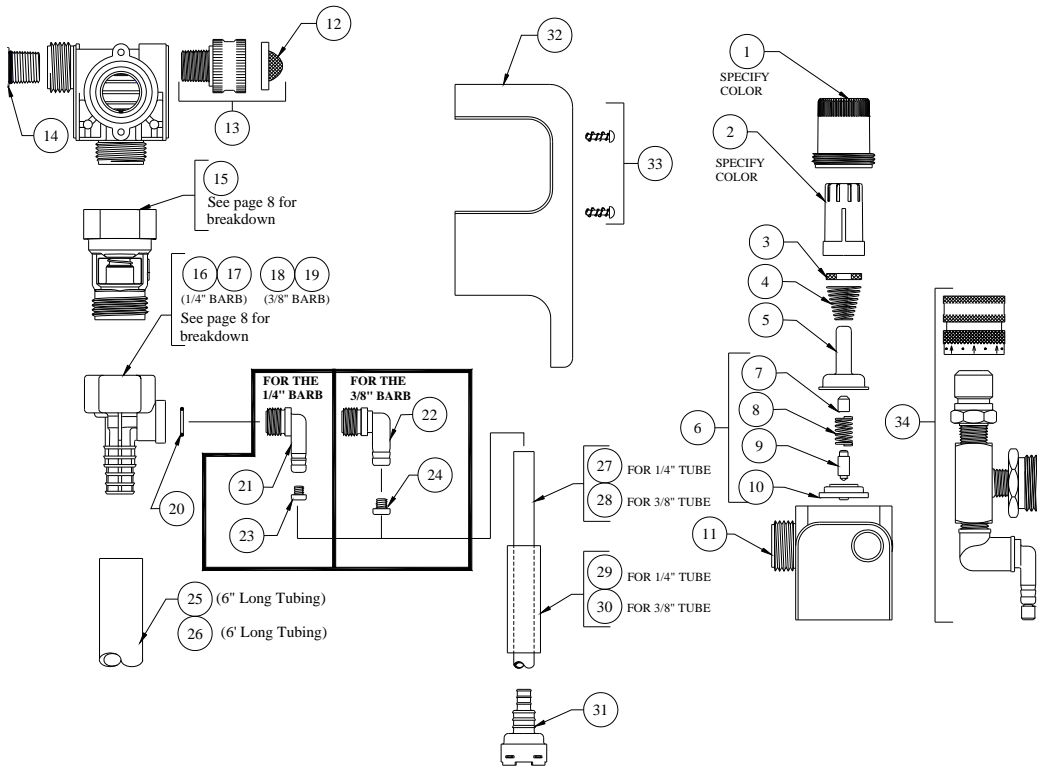 12
32
1
SPECIFY
COLOR
14
13
2
SPECIFY
COLOR
33
15
See page 8 for
breakdown
3
4
16 17 18 19
(1/4" BARB) (3/8" BARB)
See page 8 for
breakdown
5
FOR THE
1/4" BARB
FOR THE
3/8" BARB
7
22
6
8
34
9
27 FOR 1/4" TUBE
28 FOR 3/8" TUBE
10
21
24
20
23
11
29 FOR 1/4" TUBE
30 FOR 3/8" TUBE
25 (6" Long Tubing)
26 (6' Long Tubing)
31